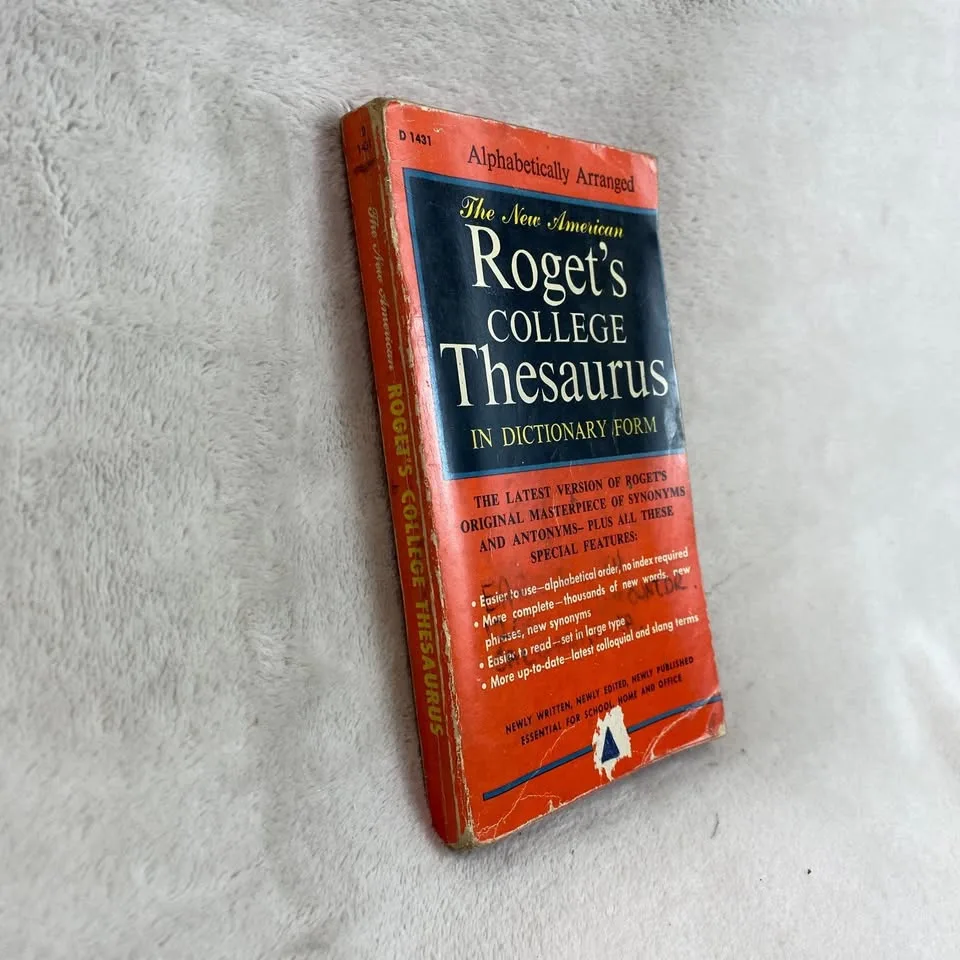 D 1431
Alphabetically Arranged
The New American
Roget's
COLLEGE
Thesaurus
IN DICTIONARY FORM
THE LATEST VERSION OF ROGET'S
ORIGINAL MASTERPIECE OF SYNONYMS
AND ANTONYMS—PLUS ALL THESE
SPECIAL FEATURES:
• Easier to use—alphabetical order, no index required
• More complete—thousands of new words, new
phrases, new synonyms
• Easier to read—set in large type
• More up-to-date—latest colloquial and slang terms
NEWLY WRITTEN, NEWLY EDITED, NEWLY PUBLISHED
ESSENTIAL FOR SCHOOL, HOME AND OFFICE
D
The New American ROGET'S COLLEGE THESAURUS